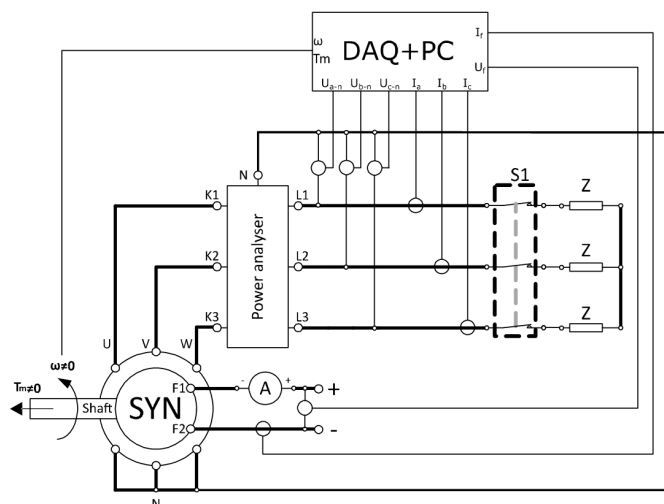 ω
Tm
DAQ+PC
If
Uf
Ua-n Ub-n Uc-n Ia Ib Ic
N
S1
K1 L1 Z
K2 L2 Z
Power analyser
K3 L3 Z
U V W
ω≠0
Tm≠0
Shaft
SYN
F1 - A + +
F2 -
N